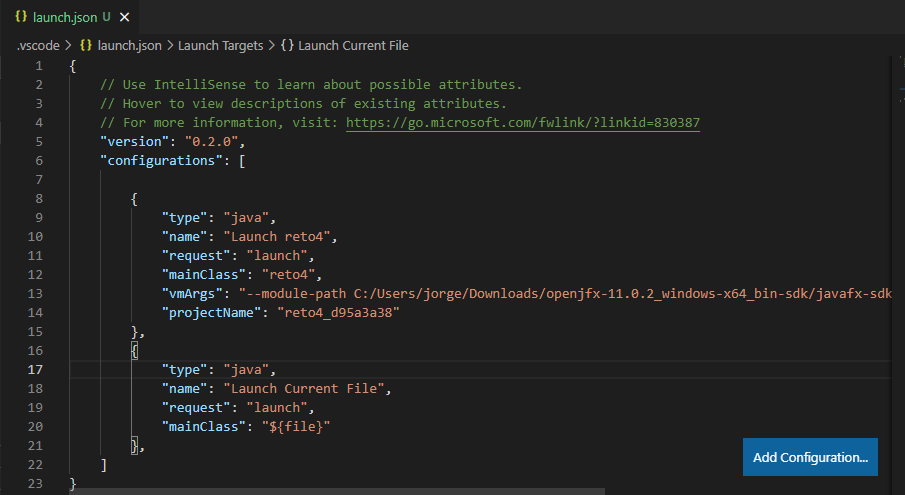 {} launch.json U ×
.vscode > {} launch.json > Launch Targets > {} Launch Current File
1 {
2 // Use IntelliSense to learn about possible attributes.
3 // Hover to view descriptions of existing attributes.
4 // For more information, visit: https://go.microsoft.com/fwlink/?linkid=830387
5 "version": "0.2.0",
6 "configurations": [
7
8 {
9 "type": "java",
10 "name": "Launch reto4",
11 "request": "launch",
12 "mainClass": "reto4",
13 "vmArgs": "--module-path C:/Users/jorge/Downloads/openjfx-11.0.2_windows-x64_bin-sdk/javafx-sdk
14 "projectName": "reto4_d95a3a38"
15 },
16 {
17 "type": "java",
18 "name": "Launch Current File",
19 "request": "launch",
20 "mainClass": "${file}"
21 },
22 ]
23 }
Add Configuration...